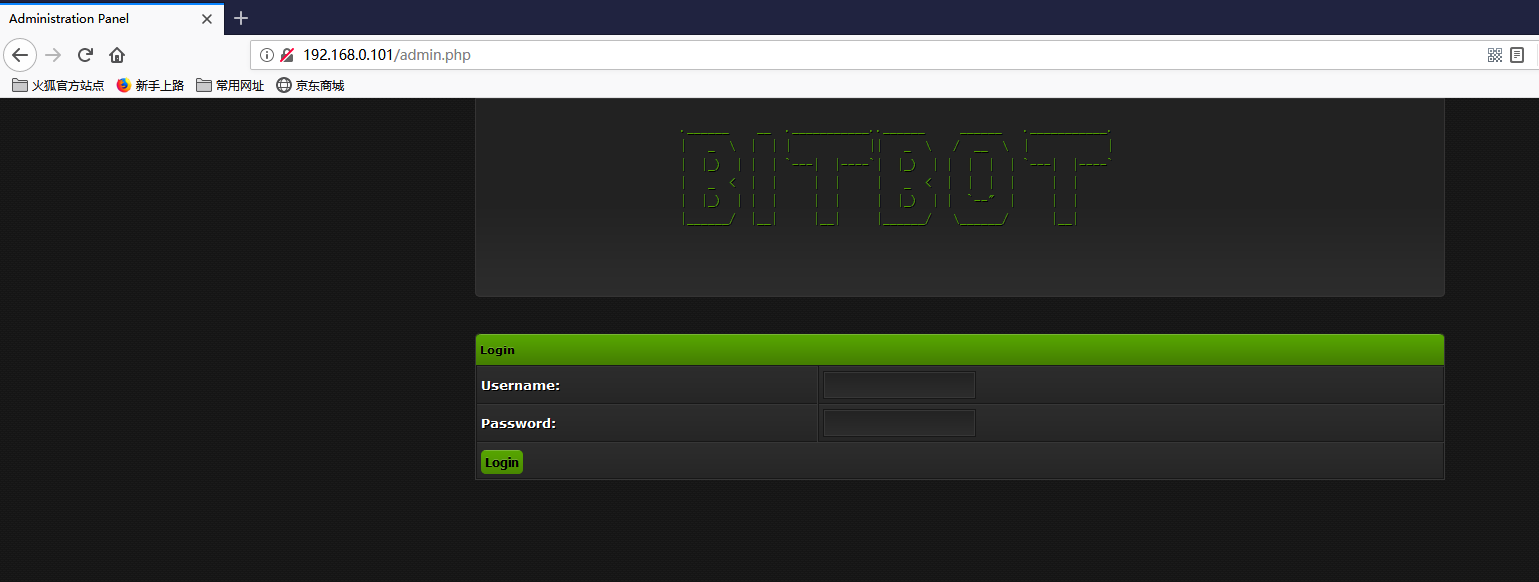 Administration Panel
192.168.0.101/admin.php
火狐官方站点 新手上路 常用网址 京东商城
BITBOT
Login
Username:
Password:
Login